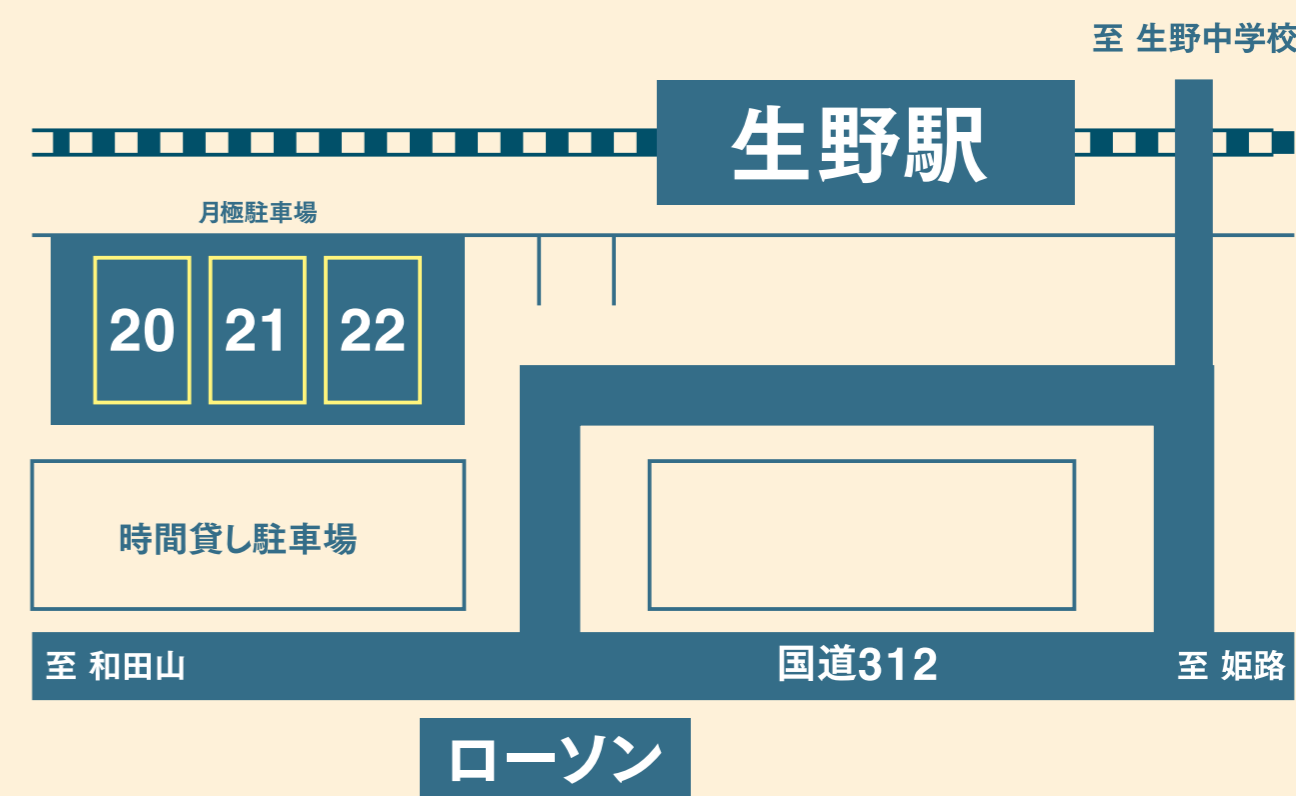 至 生野中学校
生野駅
月極駐車場
20 21 22
時間貸し駐車場
至 和田山
国道312
至 姫路
ローソン